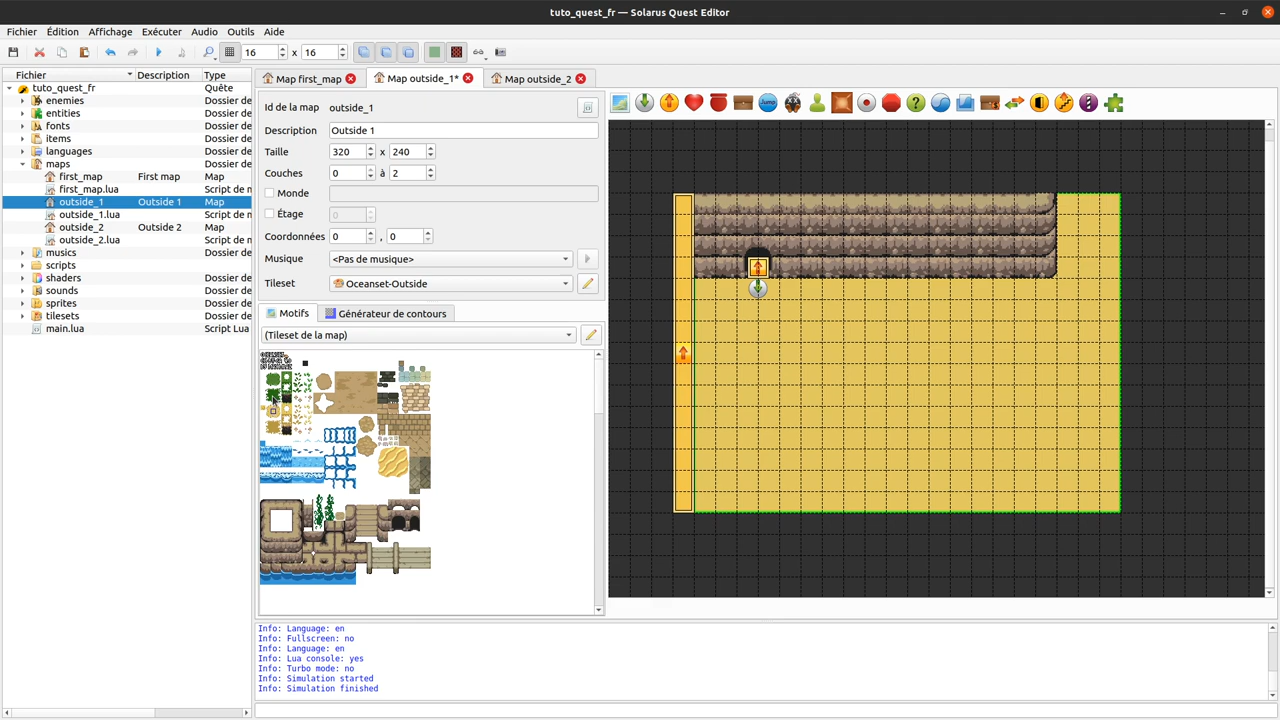 tuto_quest_fr — Solarus Quest Editor
Fichier Édition Affichage Exécuter Audio Outils Aide
16 x 16
Fichier Description Type
tuto_quest_fr Quête
enemies Dossier de
entities Dossier de
fonts Dossier de
items Dossier de
languages Dossier de
maps Dossier de
first_map First map Map
first_map.lua Script de m
outside_1 Outside 1 Map
outside_1.lua Script de m
outside_2 Outside 2 Map
outside_2.lua Script de m
musics Dossier de
scripts Dossier de
shaders Dossier de
sounds Dossier de
sprites Dossier de
tilesets Dossier de
main.lua Script Lua
Map first_map Map outside_1* Map outside_2
Id de la map outside_1
Description Outside 1
Taille 320 x 240
Couches 0 à 2
Monde
Étage 0
Coordonnées 0 , 0
Musique <Pas de musique>
Tileset Oceanset-Outside
Motifs Générateur de contours
(Tileset de la map)
Jump
Info: Language: en
Info: Fullscreen: no
Info: Language: en
Info: Lua console: yes
Info: Turbo mode: no
Info: Simulation started
Info: Simulation finished